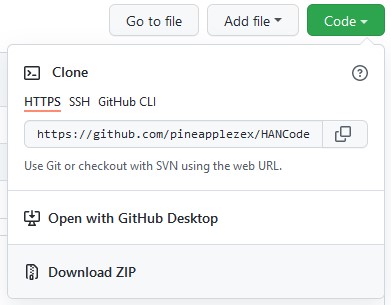 Go to file Add file Code
Clone
HTTPS SSH GitHub CLI
https://github.com/pineapplezex/HANCode
Use Git or checkout with SVN using the web URL.
Open with GitHub Desktop
Download ZIP